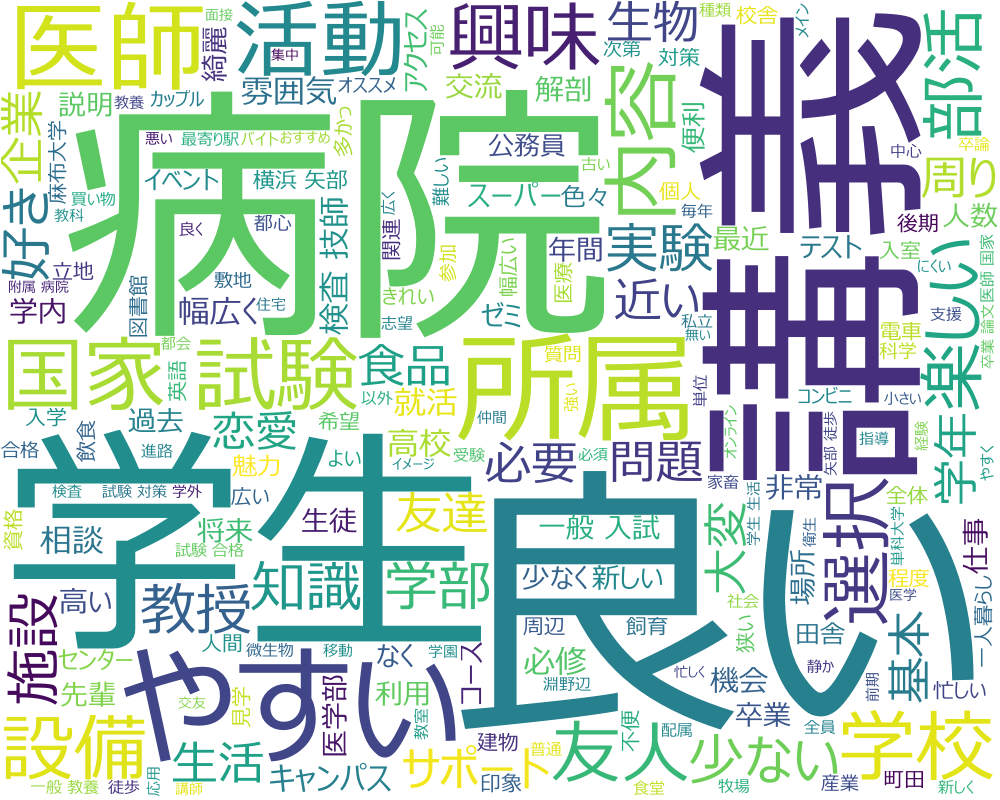 医師
活動
興味
生物
次第
種類
校舎
対策
メイン
面接
綺麗
集中
教養
カップル
雰囲気
オススメ
アクセス
可能
交流
解剖
内容
便利
講義
部活
企業
説明
悪い
最寄り駅
バイト
おすすめ
多かっ
公務員
古い
中心
卒論
麻布大学
病院
イベント
横浜 矢部
難しい
スーパー
色々
個人
毎年
周り
買い物
教科
好き
良く
都心
検査 技師
関連
広く
年間
実験
最近
テスト
後期
人数
立地
附属 病院
学内
図書館
敷地
幅広く
住宅
きれい
参加
志望
ゼミ
幅広い
医療
近い
私立
無い
入室
電車
科学
にくい
支援
楽しい
国家
卒業 論文
医師 国家
国家 試験
都会
英語
食品
以外
就活
所属
質問
強い
単位
オンライン
コンビニ
小さい
矢部 徒歩
指導
経験
やすく
入学
過去
恋愛
希望
仲間
高校
必要
問題
合格
飲食
進路
魅力
よい
イメージ
受験
必須
家畜
非常
全体
学年
資格
検査
試験 対策
学外
広い
生徒
友達
一般 入試
学生 生活
選択
衛生
単科大学
相談
将来
試験 合格
学生
知識
学部
少なく
新しい
良い
大変
場所
程度
医学
仕事
一人暮らし
高い
教授
人間
微生物
移動
なく
学園
周辺
飼育
社会
狭い
田舎
静か
基本
施設
センター
先輩
交友
見学
やすい
医学部
利用
教室
コース
必修
淵野辺
機会
前期
忙しく
忙しい
設備
生活
キャンパス
サポート
建物
印象
普通
友人
不便
少ない
配属
卒業
全員
学校
一般 教養
徒歩
応用
講師
食堂
牧場
産業
町田
新しく